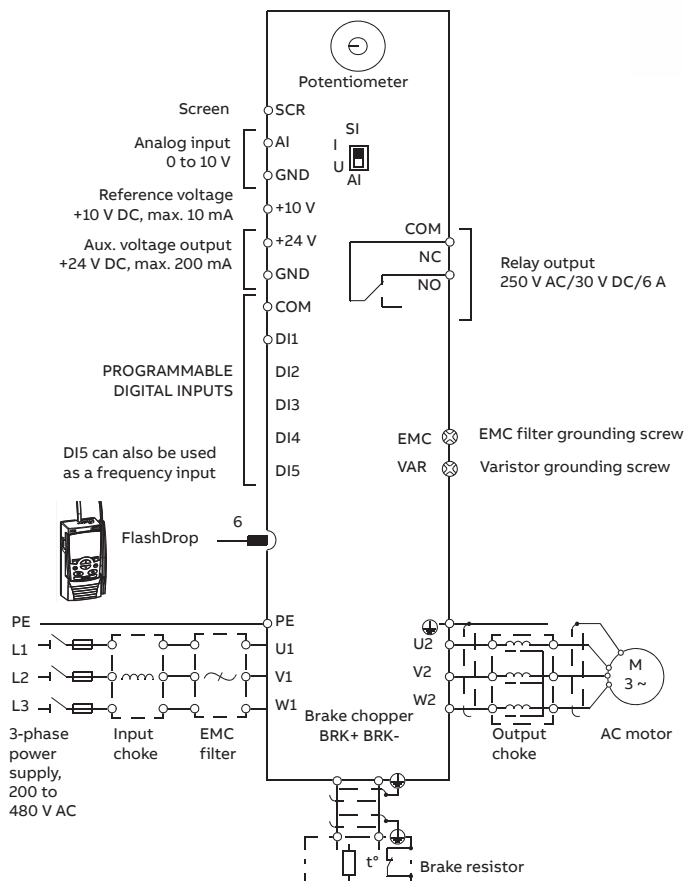 Potentiometer
Screen
SCR
SI
Analog input
0 to 10 V
AI
I
U
AI
GND
Reference voltage
+10 V DC, max. 10 mA
+10 V
Aux. voltage output
+24 V DC, max. 200 mA
+24 V
GND
COM
NC
NO
Relay output
250 V AC/30 V DC/6 A
COM
DI1
PROGRAMMABLE
DIGITAL INPUTS
DI2
DI3
DI4
DI5 can also be used
as a frequency input
DI5
EMC
EMC filter grounding screw
VAR
Varistor grounding screw
FlashDrop
6
PE
PE
L1
U1
U2
L2
V1
V2
L3
W1
W2
M
3 ~
3-phase
power
supply,
200 to
480 V AC
Input
choke
EMC
filter
Brake chopper
BRK+ BRK-
Output
choke
AC motor
t°
Brake resistor